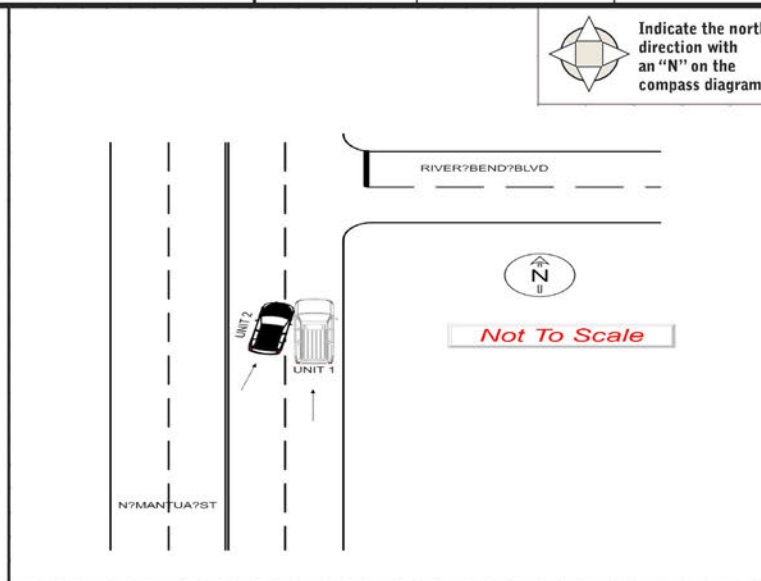 Indicate the north
direction with
an “N” on the
compass diagram
RIVER?BEND?BLVD
N
Not To Scale
UNIT 2
UNIT 1
N?MANTUA?ST